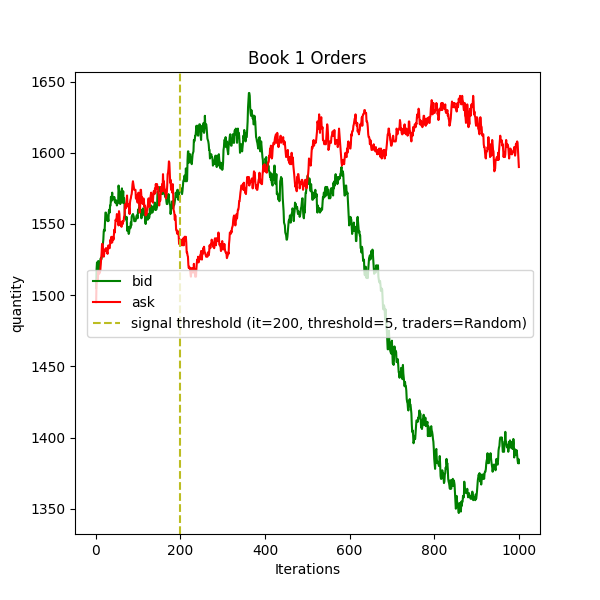 Book 1 Orders
1650
1600
1550
1500
1450
1400
1350
quantity
bid
ask
signal threshold (it=200, threshold=5, traders=Random)
0 200 400 600 800 1000
Iterations